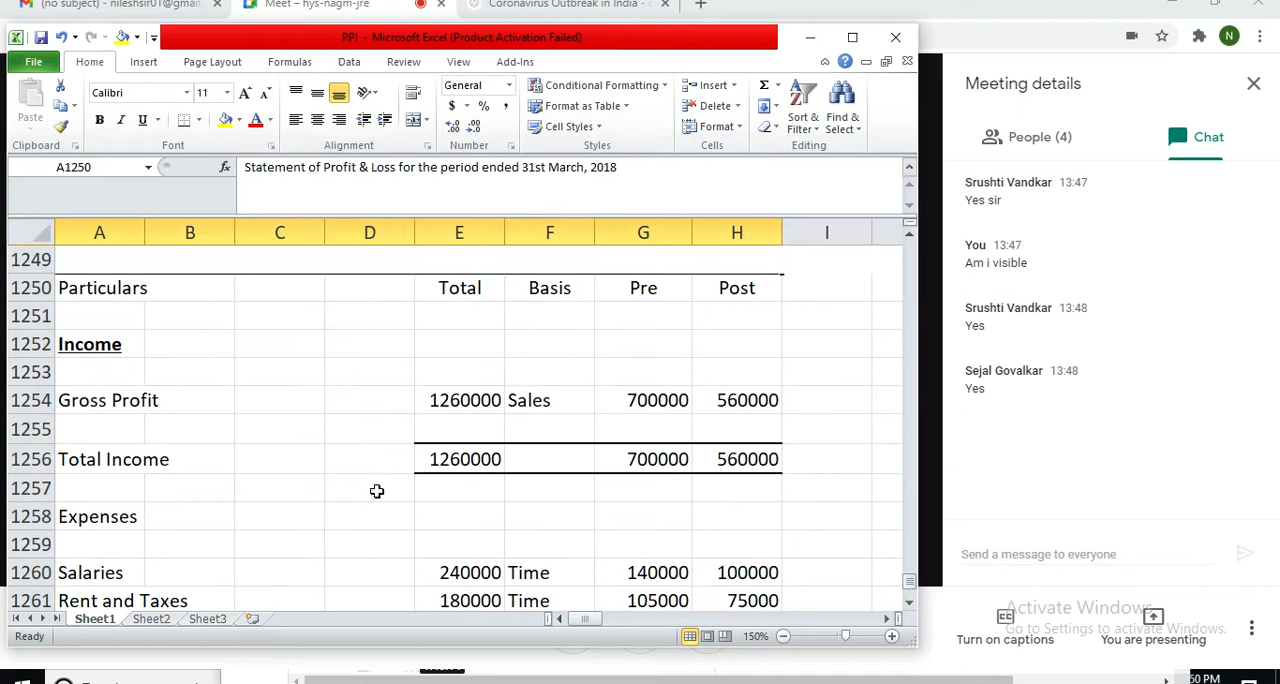 (no subject) - nileshsir01@gmail.
Meet – hys-nagm-jre
Coronavirus Outbreak in India - c
PPI - Microsoft Excel (Product Activation Failed)
N
File Home Insert Page Layout Formulas Data Review View Add-Ins
Paste
Calibri 11
B I U
General
$ % ,
Conditional Formatting
Format as Table
Cell Styles
Insert
Delete
Format
Sort & Filter
Find & Select
Clipboard Font Alignment Number Styles Cells Editing
A1250 fx Statement of Profit & Loss for the period ended 31st March, 2018
A B C D E F G H I
1249
1250 Particulars Total Basis Pre Post
1251
1252 Income
1253
1254 Gross Profit 1260000 Sales 700000 560000
1255
1256 Total Income 1260000 700000 560000
1257
1258 Expenses
1259
1260 Salaries 240000 Time 140000 100000
1261 Rent and Taxes 180000 Time 105000 75000
Sheet1 Sheet2 Sheet3
Ready 150%
Meeting details
People (4) Chat
Srushti Vandkar 13:47
Yes sir
You 13:47
Am i visible
Srushti Vandkar 13:48
Yes
Sejal Govalkar 13:48
Yes
Send a message to everyone
Activate Windows
Go to Settings to activate Windows.
Turn on captions
You are presenting
50 PM